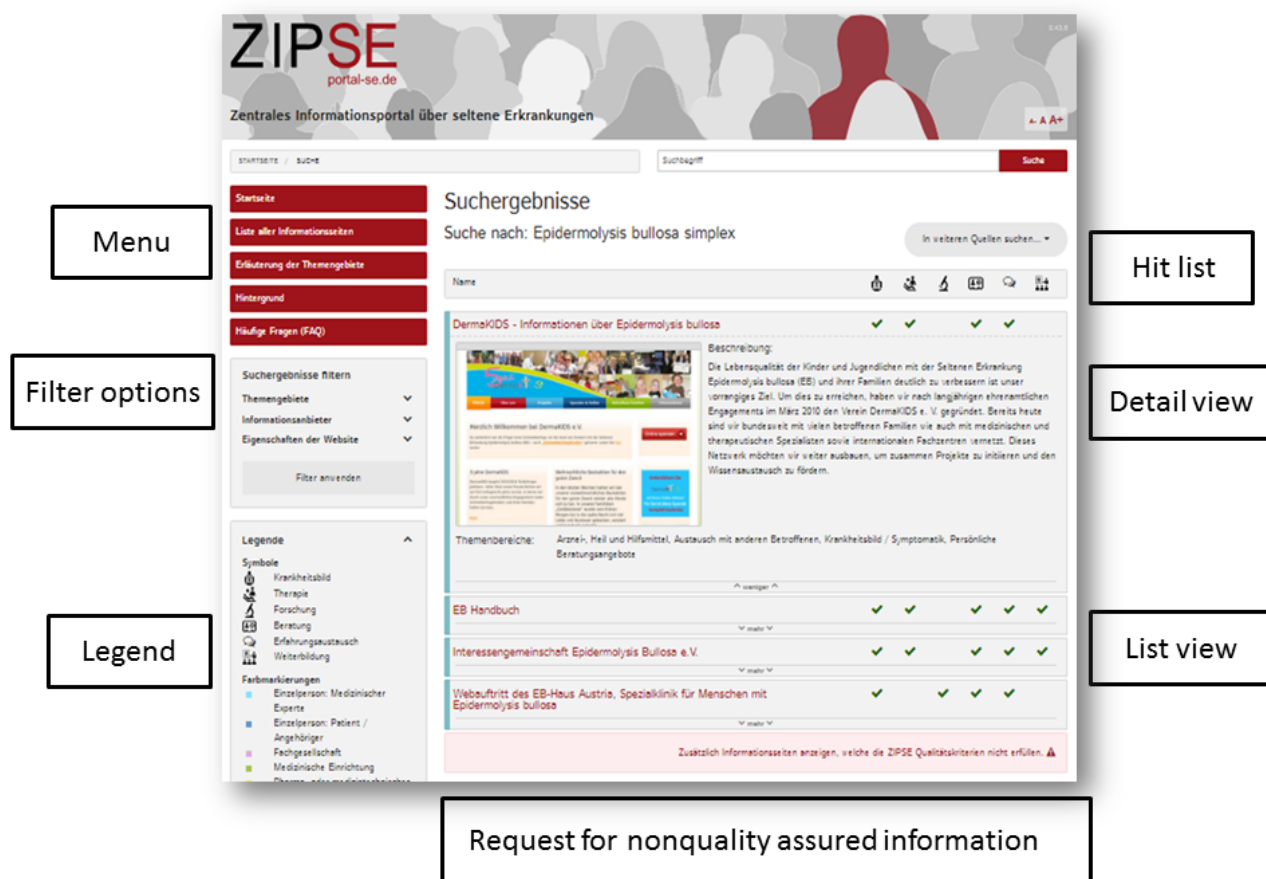 ZIPSE
portal-se.de
0.43.6
Zentrales Informationsportal über seltene Erkrankungen
A- A A+
STARTSEITE / SUCHE
Suchbegriff
Suche
Menu
Startseite
Liste aller Informationsseiten
Erläuterung der Themengebiete
Hintergrund
Häufige Fragen (FAQ)
Suchergebnisse
Suche nach: Epidermolysis bullosa simplex
In weiteren Quellen suchen...
Hit list
Name
Filter options
Suchergebnisse filtern
Themengebiete
Informationsanbieter
Eigenschaften der Website
Filter anwenden
DermaKIDS - Informationen über Epidermolysis bullosa
Herzlich Willkommen bei DermaKIDS e.V.
Beschreibung:
Die Lebensqualität der Kinder und Jugendlichen mit der Seltenen Erkrankung
Epidermolysis bullosa (EB) und ihrer Familien deutlich zu verbessern ist unser
vorrangiges Ziel. Um dies zu erreichen, haben wir nach langjährigen ehrenamtlichen
Engagements im März 2010 den Verein DermaKIDS e. V. gegründet. Bereits heute
sind wir bundesweit mit vielen betroffenen Familien wie auch mit medizinischen und
therapeutischen Spezialisten sowie internationalen Fachzentren vernetzt. Dieses
Netzwerk möchten wir weiter ausbauen, um zusammen Projekte zu initiieren und den
Wissensaustausch zu fördern.
Detail view
Themenbereiche: Arznei-, Heil und Hilfsmittel, Austausch mit anderen Betroffenen, Krankheitsbild / Symptomatik, Persönliche
Beratungsangebote
weniger
Legend
Legende
Symbole
Krankheitsbild
Therapie
Forschung
Beratung
Erfahrungsaustausch
Weiterbildung
Farbmarkierungen
Einzelperson: Medizinischer
Experte
Einzelperson: Patient /
Angehöriger
Fachgesellschaft
Medizinische Einrichtung
EB Handbuch
mehr
Interessengemeinschaft Epidermolysis Bullosa e.V.
mehr
Webauftritt des EB-Haus Austria, Spezialklinik für Menschen mit
Epidermolysis bullosa
mehr
List view
Zusätzlich Informationsseiten anzeigen, welche die ZIPSE Qualitätskriterien nicht erfüllen.
Request for nonquality assured information